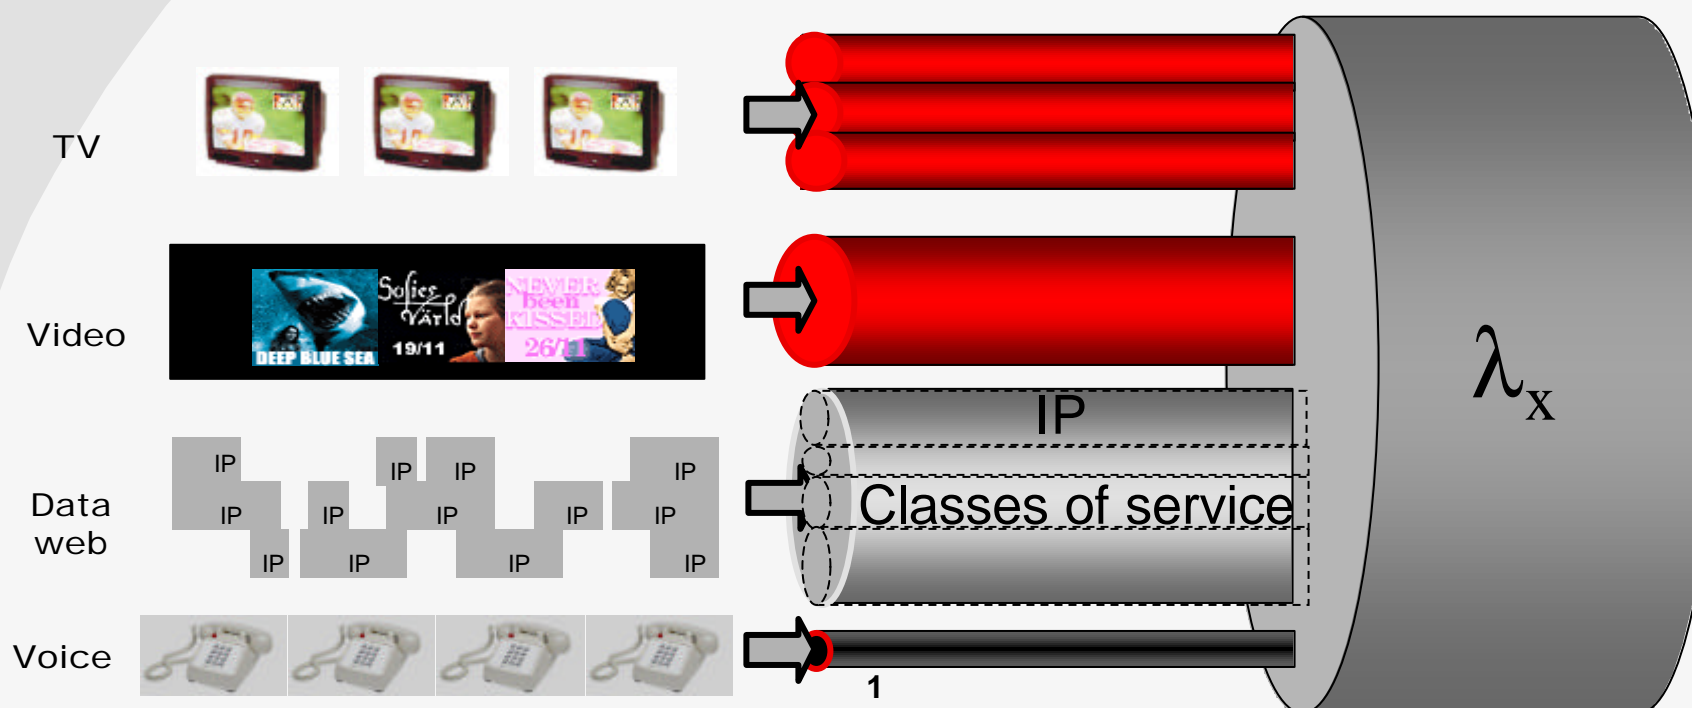 TV
Video
DEEP BLUE SEA
Sofies
VÄrld
19/11
NEVER
been
KISSED
26/11
IP
Classes of service
λx
Data
web
IP IP IP IP
IP IP IP IP IP
IP IP IP IP
Voice
1